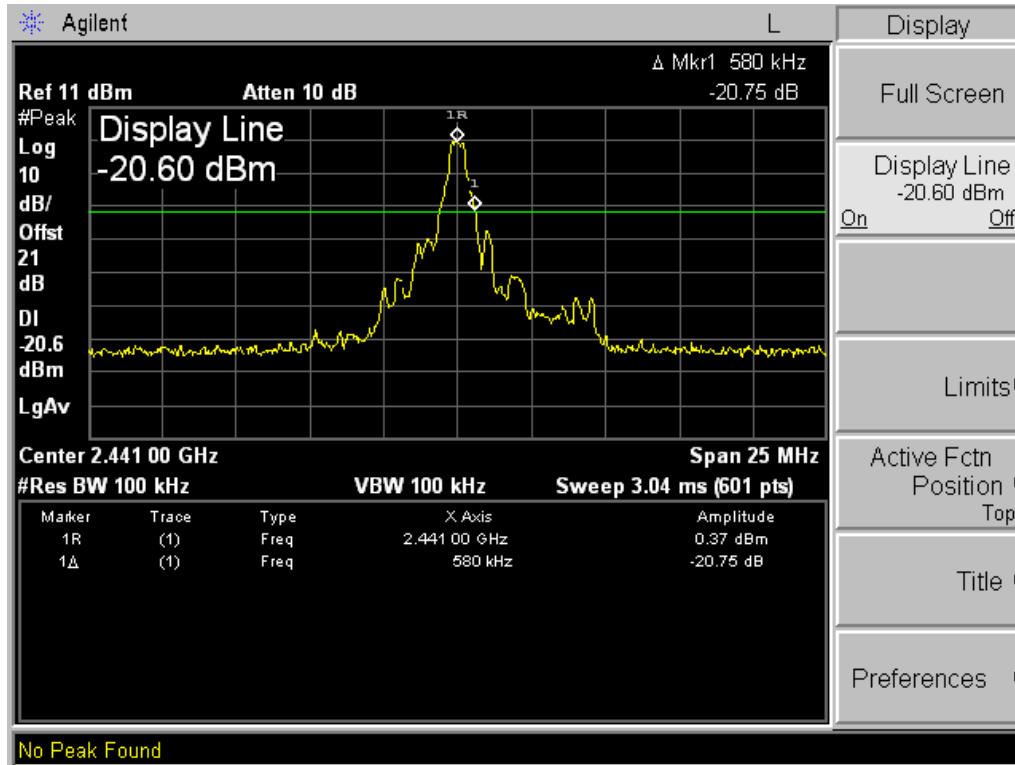 Agilent L
Δ Mkr1 580 kHz
Ref 11 dBm Atten 10 dB -20.75 dB
#Peak
Log
10
dB/
Offst
21
dB
DI
-20.6
dBm
LgAv
Display Line
-20.60 dBm
1R
1
Center 2.441 00 GHz Span 25 MHz
#Res BW 100 kHz VBW 100 kHz Sweep 3.04 ms (601 pts)
Marker Trace Type X Axis Amplitude
1R (1) Freq 2.441 00 GHz 0.37 dBm
1Δ (1) Freq 580 kHz -20.75 dB
No Peak Found
Display
Full Screen
Display Line
-20.60 dBm
On Off
Limits
Active Fctn
Position
Top
Title
Preferences